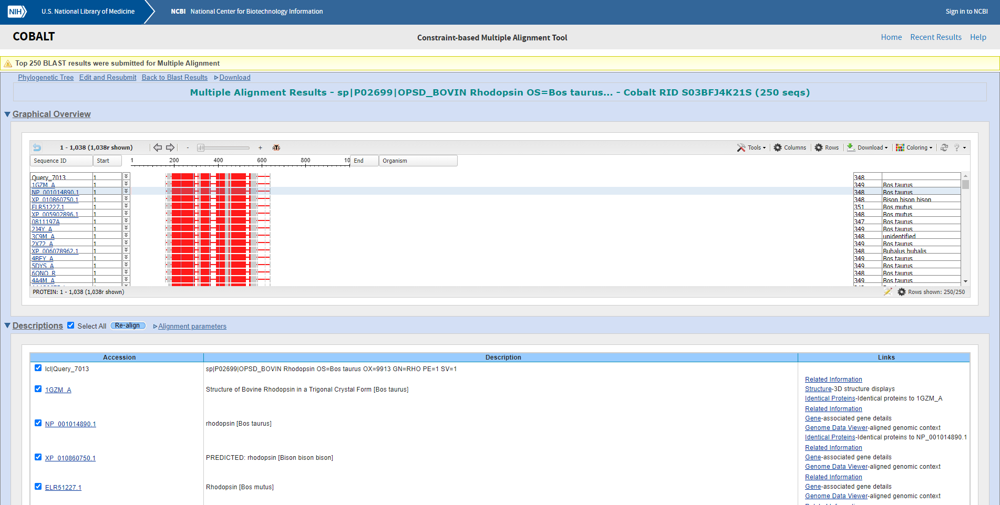 NIH U.S. National Library of Medicine NCBI National Center for Biotechnology Information Sign in to NCBI
COBALT Constraint-based Multiple Alignment Tool Home Recent Results Help
Top 250 BLAST results were submitted for Multiple Alignment
Phylogenetic Tree Edit and Resubmit Back to Blast Results Download
Multiple Alignment Results - sp|P02699|OPSD_BOVIN Rhodopsin OS=Bos taurus... - Cobalt RID S03BFJ4K21S (250 seqs)
Graphical Overview
1 - 1,038 (1,038r shown) - + ATG Tools Columns Rows Download Coloring ?
Sequence ID Start 1 200 400 600 800 10 End Organism
Query_7013 1 348
1GZM_A 1 349 Bos taurus
NP_001014890.1 1 348 Bos taurus
XP_010860750.1 1 348 Bison bison bison
ELR51227.1 1 351 Bos mutus
XP_005902896.1 1 348 Bos mutus
0811197A 1 347 Bos taurus
2J4Y_A 1 349 Bos taurus
3C9M_A 1 348 unidentified
2X72_A 1 349 Bos taurus
XP_006078962.1 1 348 Bubalus bubalis
4BEY_A 1 349 Bos taurus
5DYS_A 1 349 Bos taurus
6QNO_R 1 348 Bos taurus
4A4M_A 1 349 Bos taurus
PROTEIN: 1 - 1,038 (1,038r shown) Rows shown: 250/250
Descriptions Select All Re-align Alignment parameters
Accession Description Links
lcl|Query_7013 sp|P02699|OPSD_BOVIN Rhodopsin OS=Bos taurus OX=9913 GN=RHO PE=1 SV=1
Related Information
1GZM_A Structure of Bovine Rhodopsin in a Trigonal Crystal Form [Bos taurus] Structure-3D structure displays
Identical Proteins-Identical proteins to 1GZM_A
Related Information
Gene-associated gene details
NP_001014890.1 rhodopsin [Bos taurus]
Genome Data Viewer-aligned genomic context
Identical Proteins-Identical proteins to NP_001014890.1
Related Information
XP_010860750.1 PREDICTED: rhodopsin [Bison bison bison] Gene-associated gene details
Genome Data Viewer-aligned genomic context
Related Information
ELR51227.1 Rhodopsin [Bos mutus] Gene-associated gene details
Genome Data Viewer-aligned genomic context